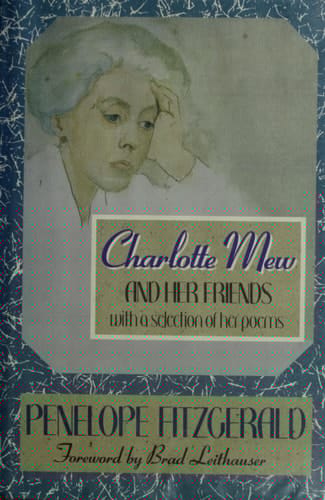 Charlotte Mew
AND HER FRIENDS
with a selection of her poems
PENELOPE FITZGERALD
Foreword by Brad Leithauser